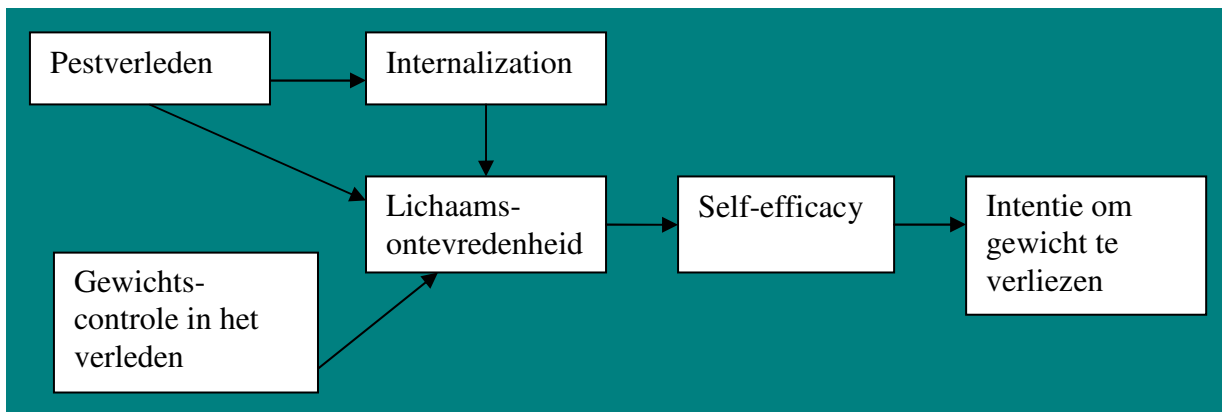 Pestverleden
Internalization
Lichaams-
ontevredenheid
Self-efficacy
Intentie om
gewicht te
verliezen
Gewichts-
controle in het
verleden